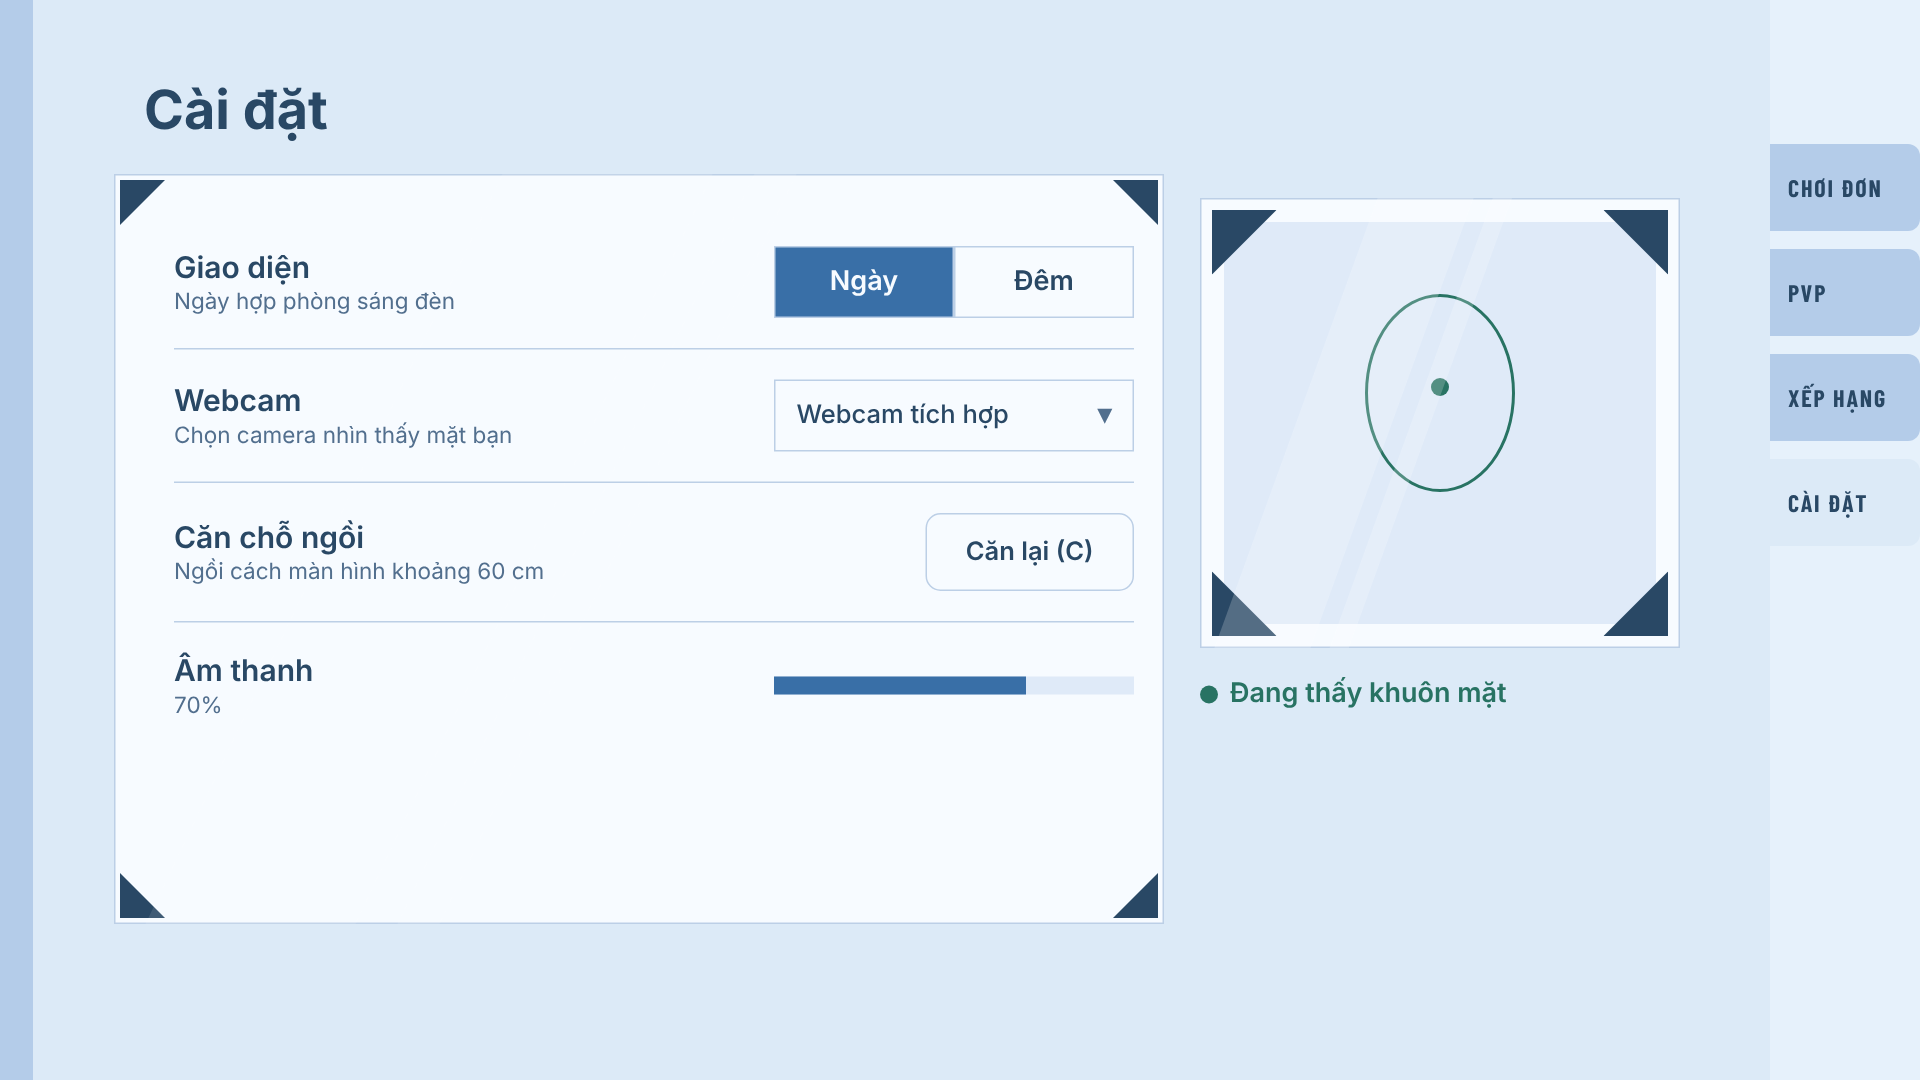 Cài đặt
Giao diện
Ngày hợp phòng sáng đèn
Ngày
Đêm
Webcam
Chọn camera nhìn thấy mặt bạn
Webcam tích hợp
Căn chỗ ngồi
Ngồi cách màn hình khoảng 60 cm
Căn lại (C)
Âm thanh
70%
Đang thấy khuôn mặt
CHƠI ĐƠN
PVP
XẾP HẠNG
CÀI ĐẶT